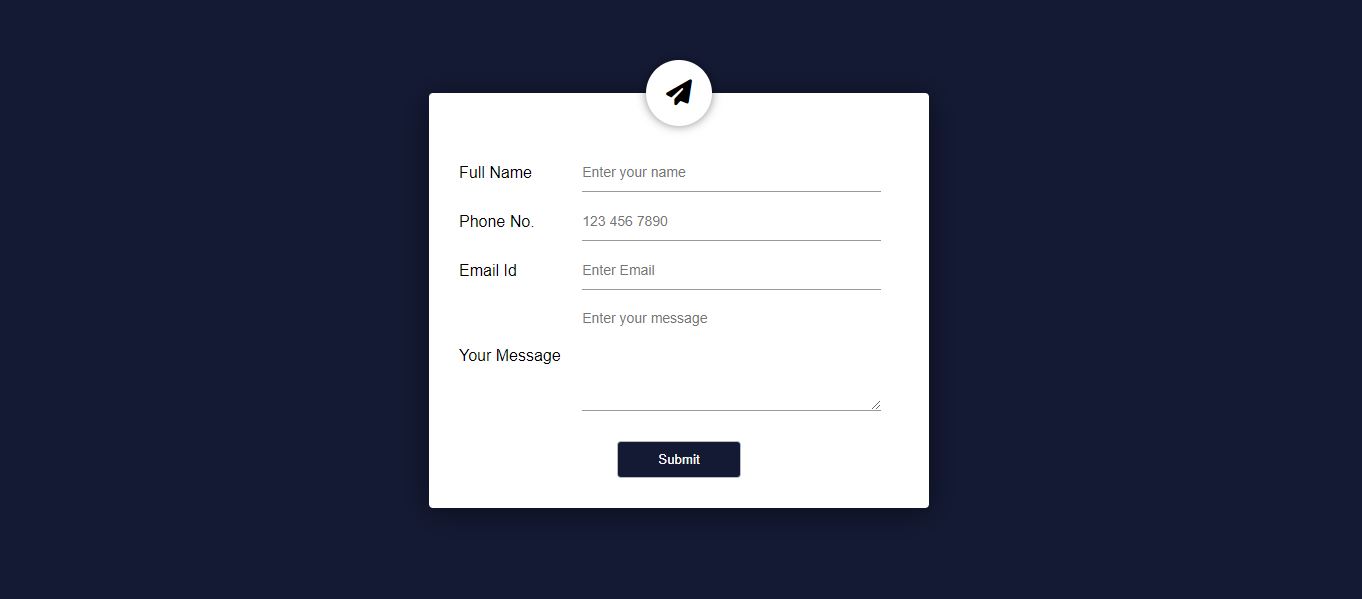 Full Name
Enter your name
Phone No.
123 456 7890
Email Id
Enter Email
Your Message
Enter your message
Submit